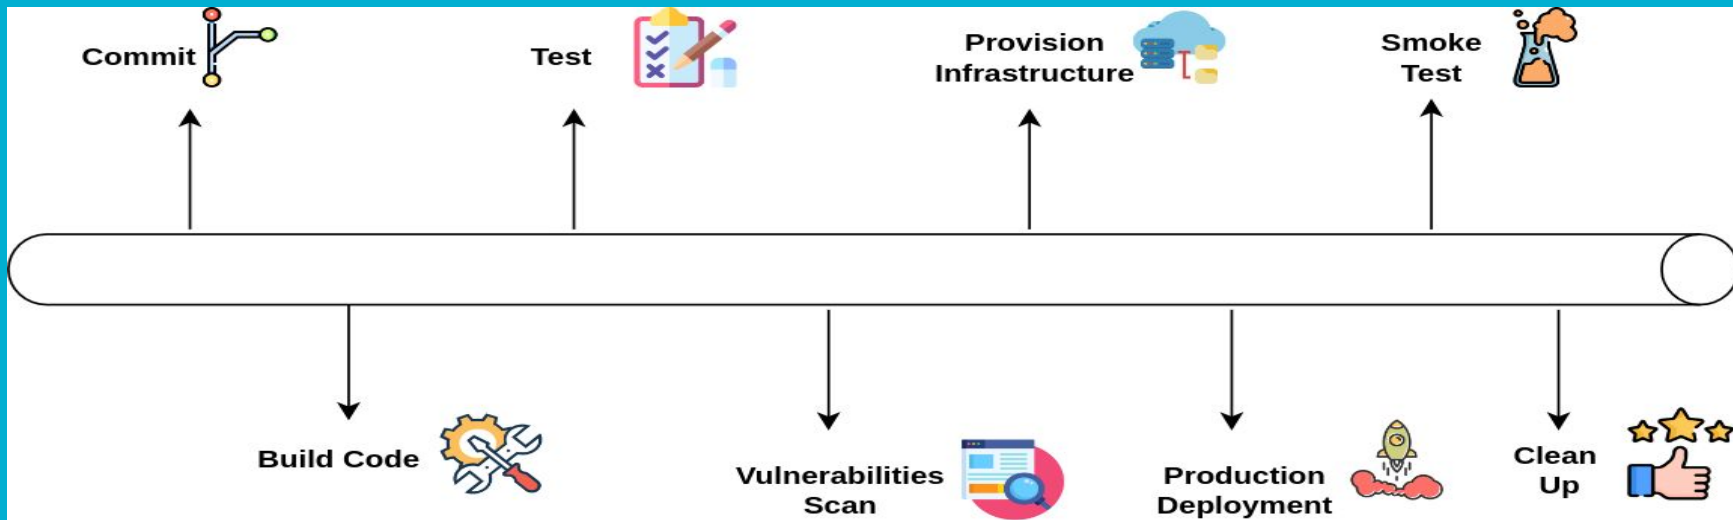 Commit
Test
Provision
Infrastructure
Smoke
Test
Build Code
Vulnerabilities
Scan
Production
Deployment
Clean
Up